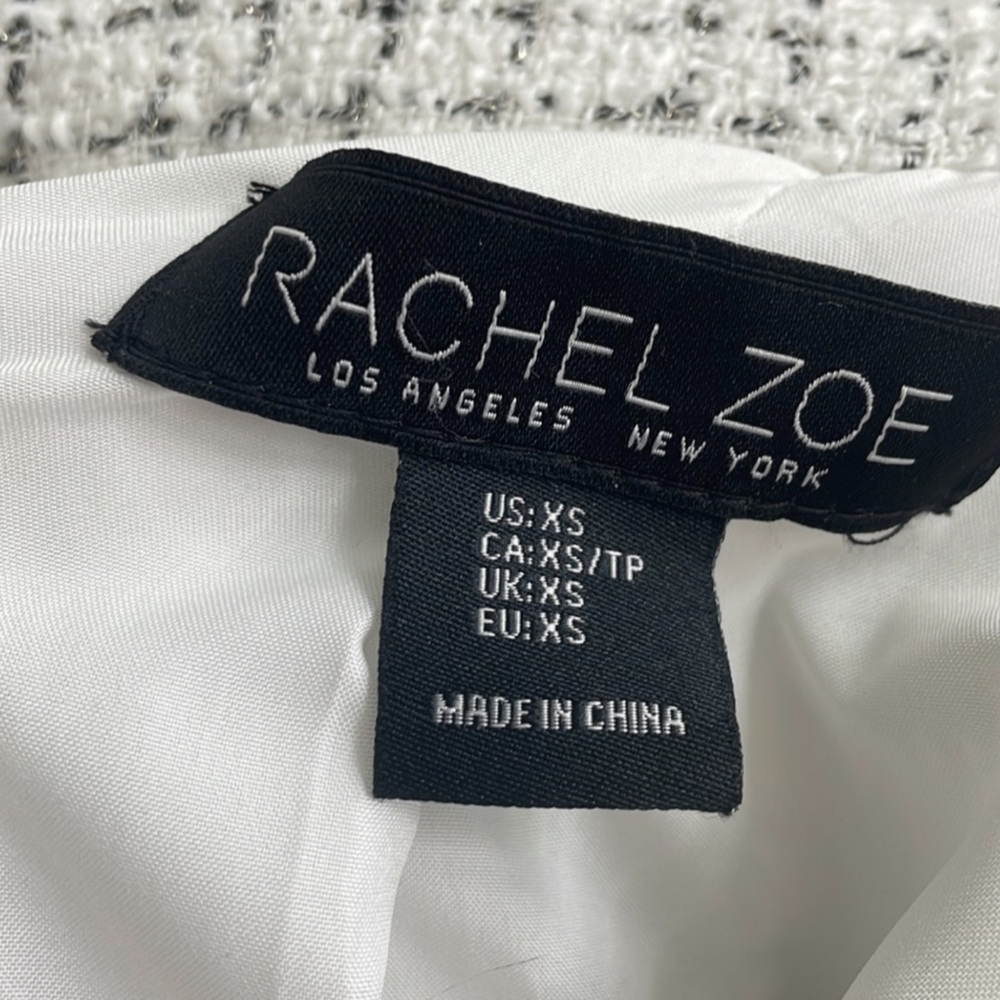 RACHEL ZOE
LOS ANGELES NEW YORK
US:XS
CA:XS/TP
UK:XS
EU:XS
MADE IN CHINA